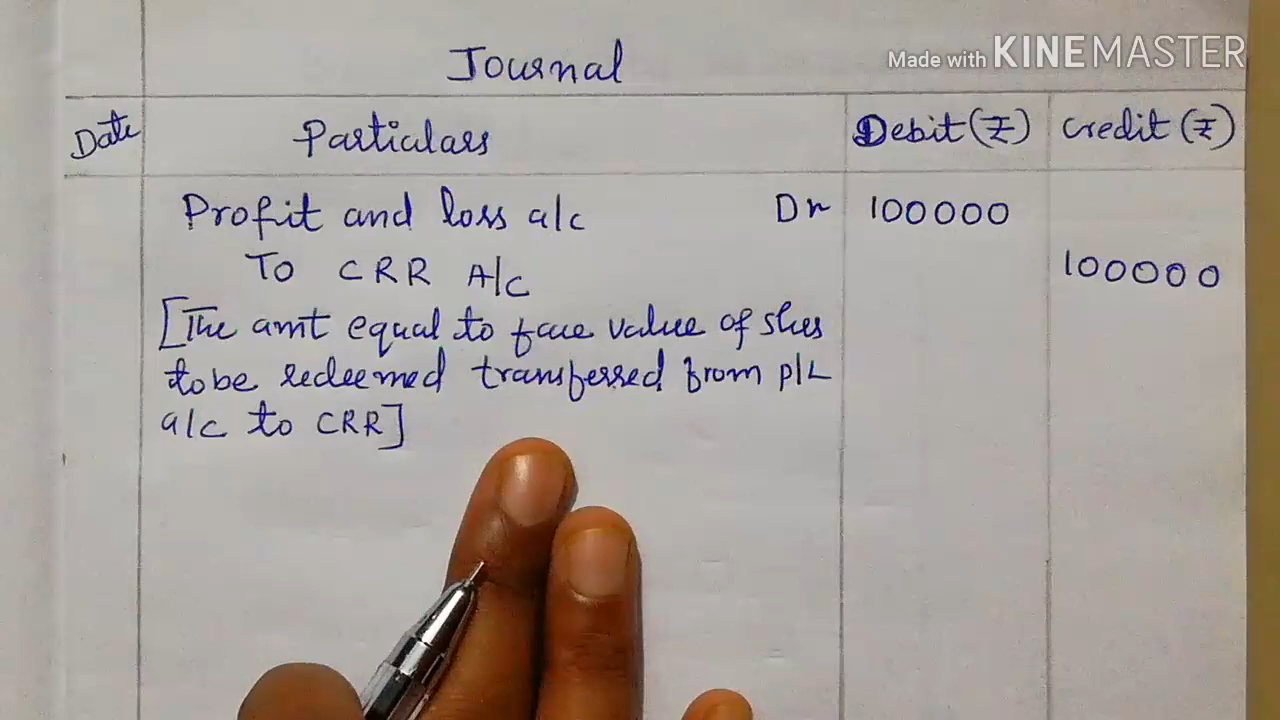 Made with KINEMASTER
Journal
Date Particulars Debit (₹) Credit (₹)
Profit and loss a/c Dr 100000
To CRR A/c 100000
[The amt equal to face value of shes
tobe redeemed transferred from P/L
a/c to CRR]